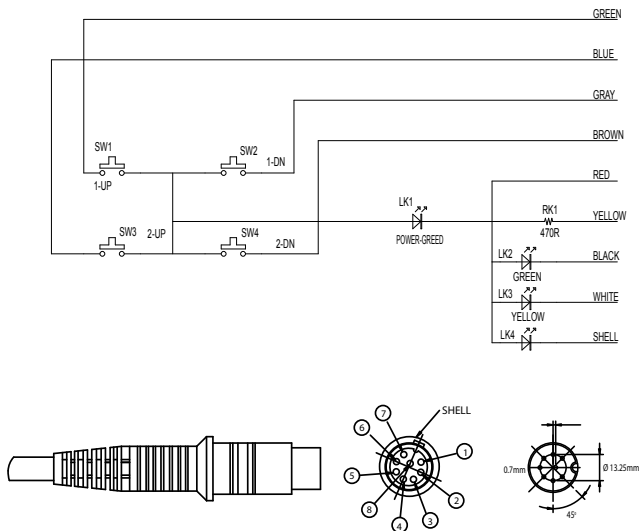 GREEN
BLUE
GRAY
BROWN
SW1
SW2
1-DN
1-UP
RED
LK1
RK1
YELLOW
POWER-GREED
470R
SW3
2-UP
SW4
2-DN
LK2
BLACK
GREEN
LK3
WHITE
YELLOW
LK4
SHELL
SHELL
7
6
1
5
2
8
4
3
0.7mm
Ø 13.25mm
45°